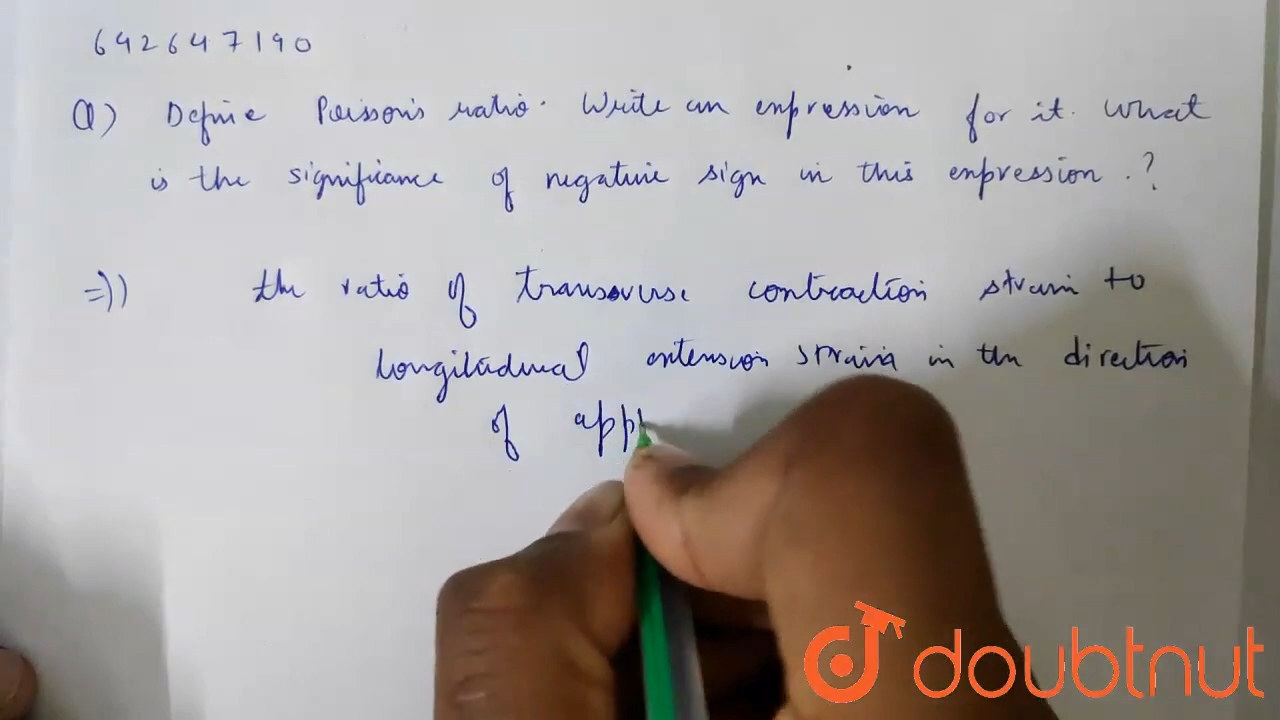 642647190
Q) Define Poisson's ratio. Write an expression for it. What
is the significance of negative sign in this expression.?
=)) the ratio of transverse contraction strain to
longitudinal extension strain in the direction
of appl
doubtnut